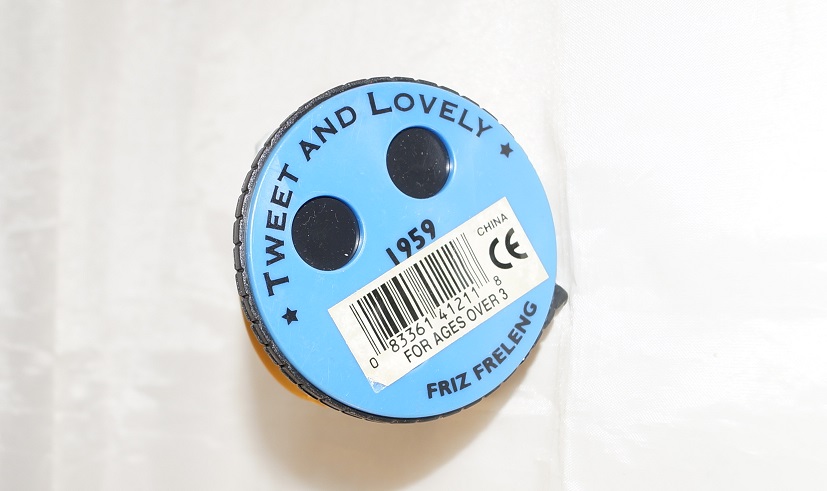 TWEET AND LOVELY
1959
CHINA
CE
0 83361 41211 8
FOR AGES OVER 3
FRIZ FRELENG